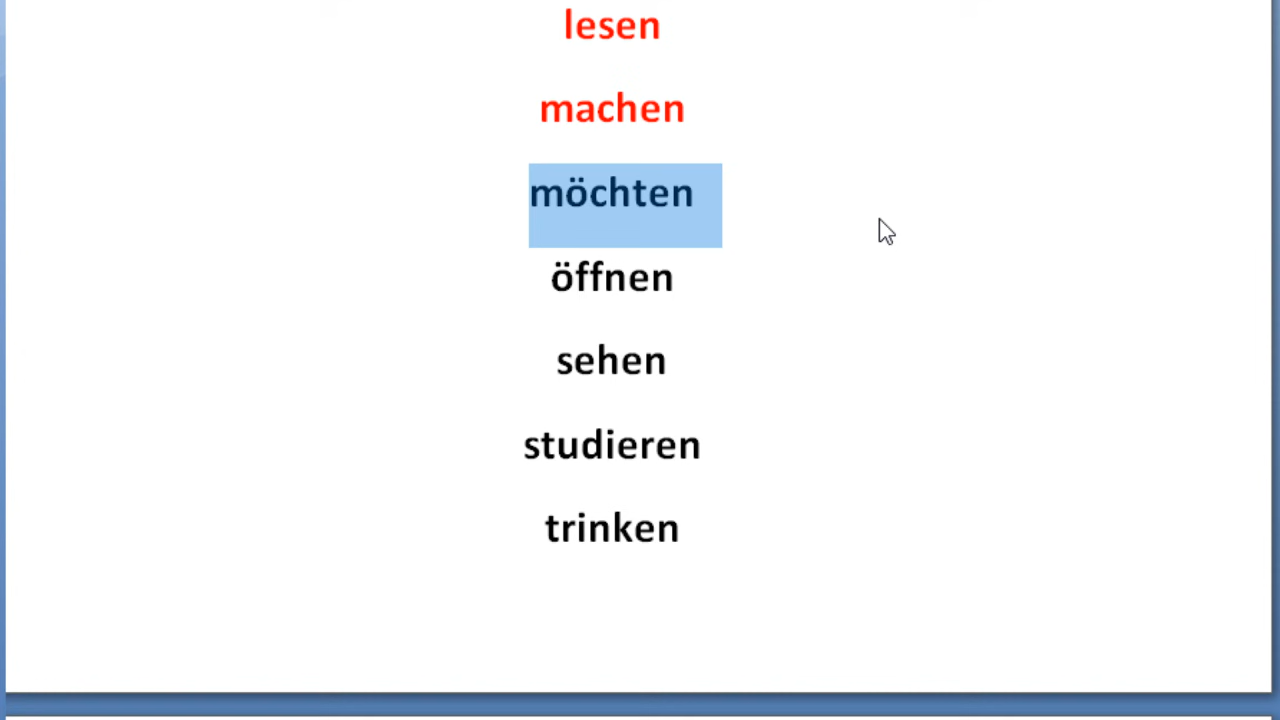 lesen
machen
möchten
öffnen
sehen
studieren
trinken